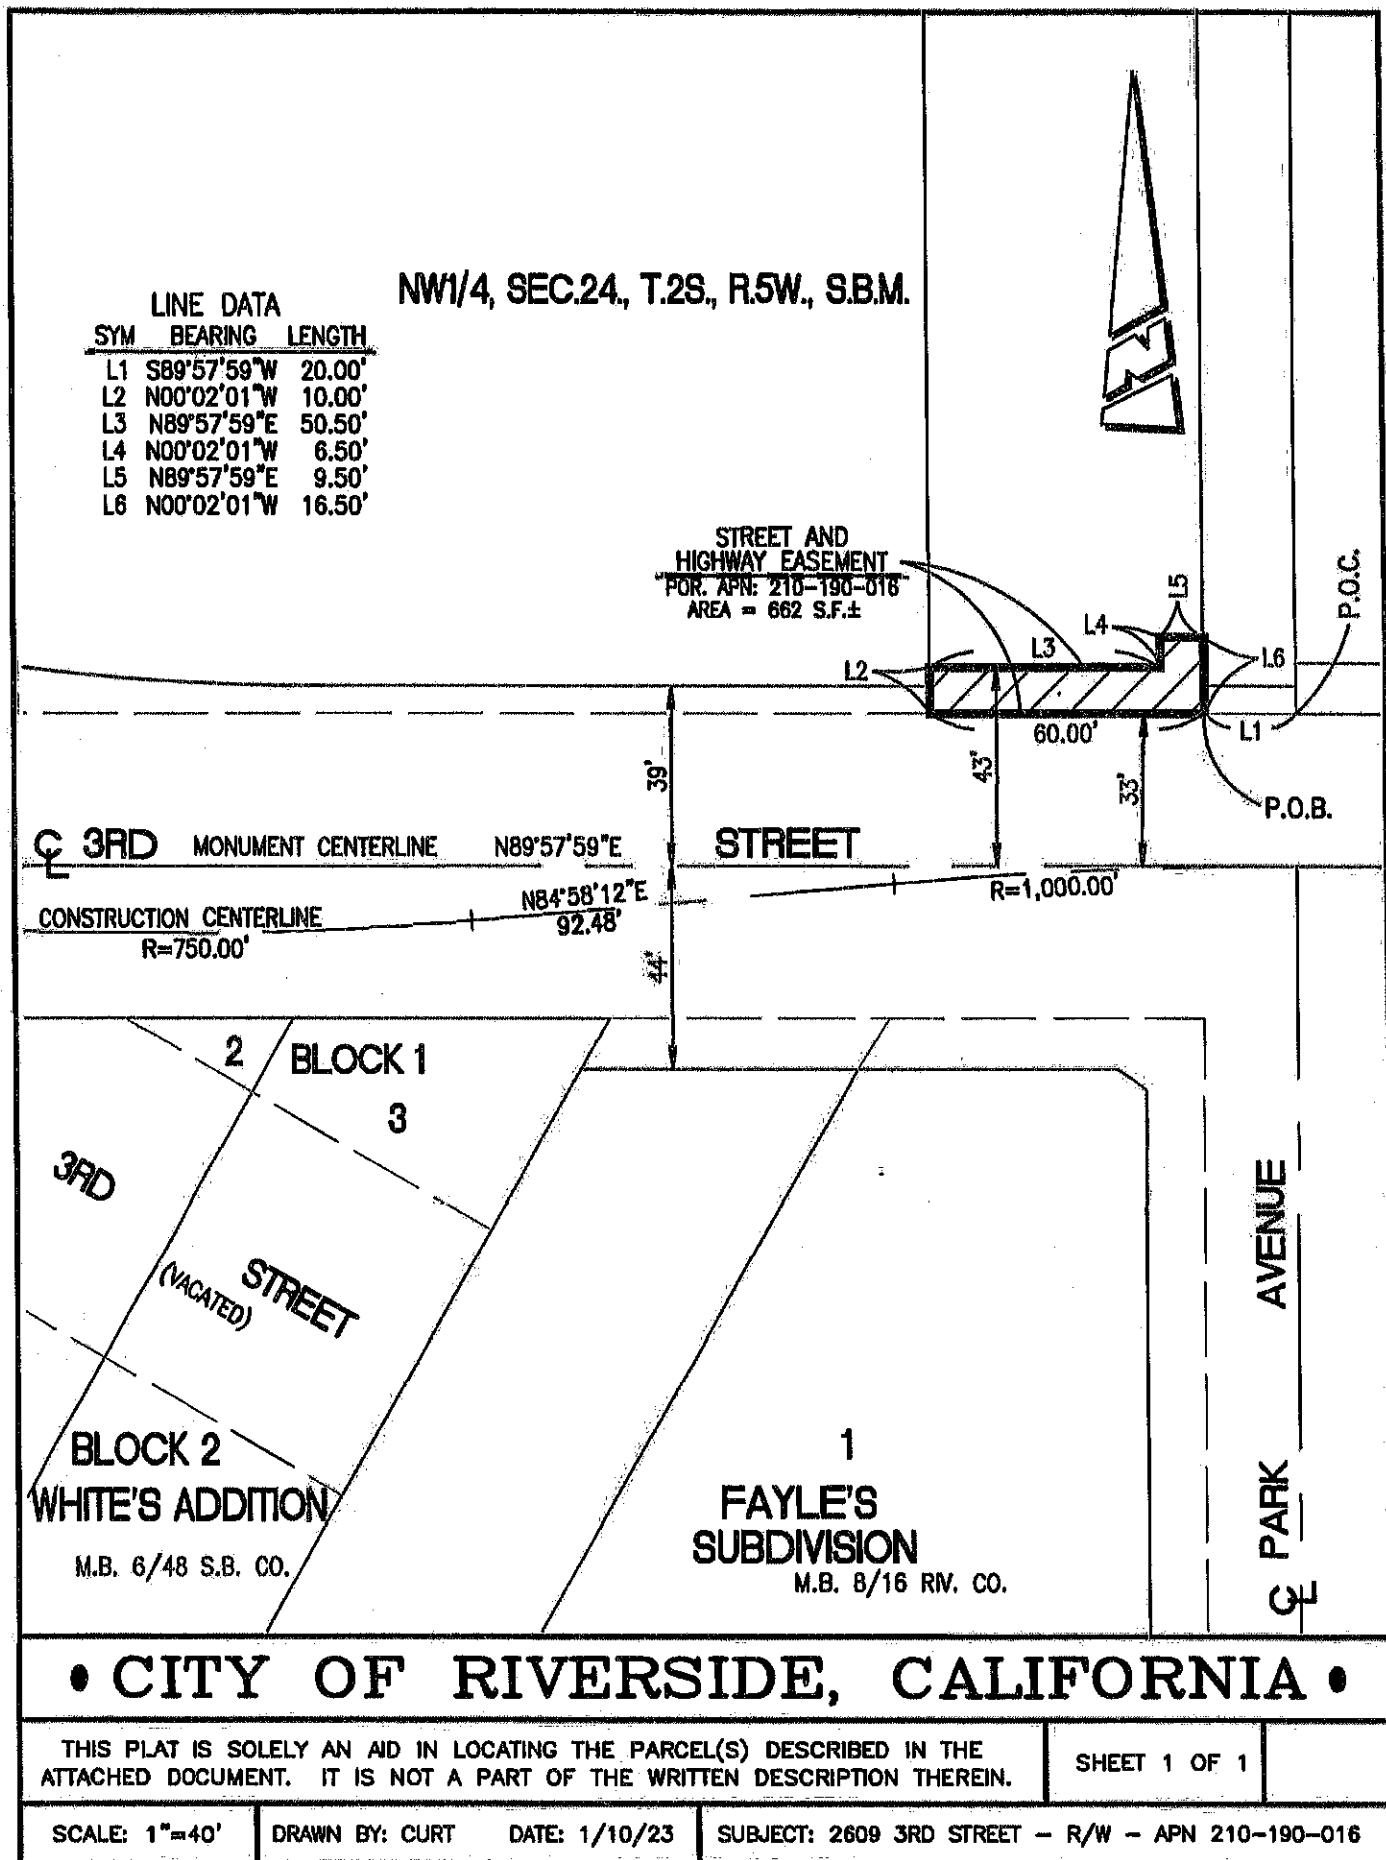 NW1/4, SEC.24., T.2S., R.5W., S.B.M.
LINE DATA
SYM BEARING LENGTH
L1 S89°57'59"W 20.00'
L2 N00°02'01"W 10.00'
L3 N89°57'59"E 50.50'
L4 N00°02'01"W 6.50'
L5 N89°57'59"E 9.50'
L6 N00°02'01"W 16.50'
N
STREET AND
HIGHWAY EASEMENT
POR. APN: 210-190-016
AREA = 662 S.F.±
L5
P.O.C.
L4
L3
L6
L2
60.00'
L1
39'
43'
33'
P.O.B.
CL 3RD MONUMENT CENTERLINE N89°57'59"E STREET
N84°58'12"E
92.48'
R=1,000.00'
CONSTRUCTION CENTERLINE
R=750.00'
44'
2 BLOCK 1
3
3RD
STREET
(VACATED)
AVENUE
BLOCK 2
WHITE'S ADDITION
M.B. 6/48 S.B. CO.
1
FAYLE'S
SUBDIVISION
M.B. 8/16 RIV. CO.
PARK
CL
• CITY OF RIVERSIDE, CALIFORNIA •
THIS PLAT IS SOLELY AN AID IN LOCATING THE PARCEL(S) DESCRIBED IN THE
ATTACHED DOCUMENT. IT IS NOT A PART OF THE WRITTEN DESCRIPTION THEREIN.
SHEET 1 OF 1
SCALE: 1"=40' DRAWN BY: CURT DATE: 1/10/23 SUBJECT: 2609 3RD STREET - R/W - APN 210-190-016